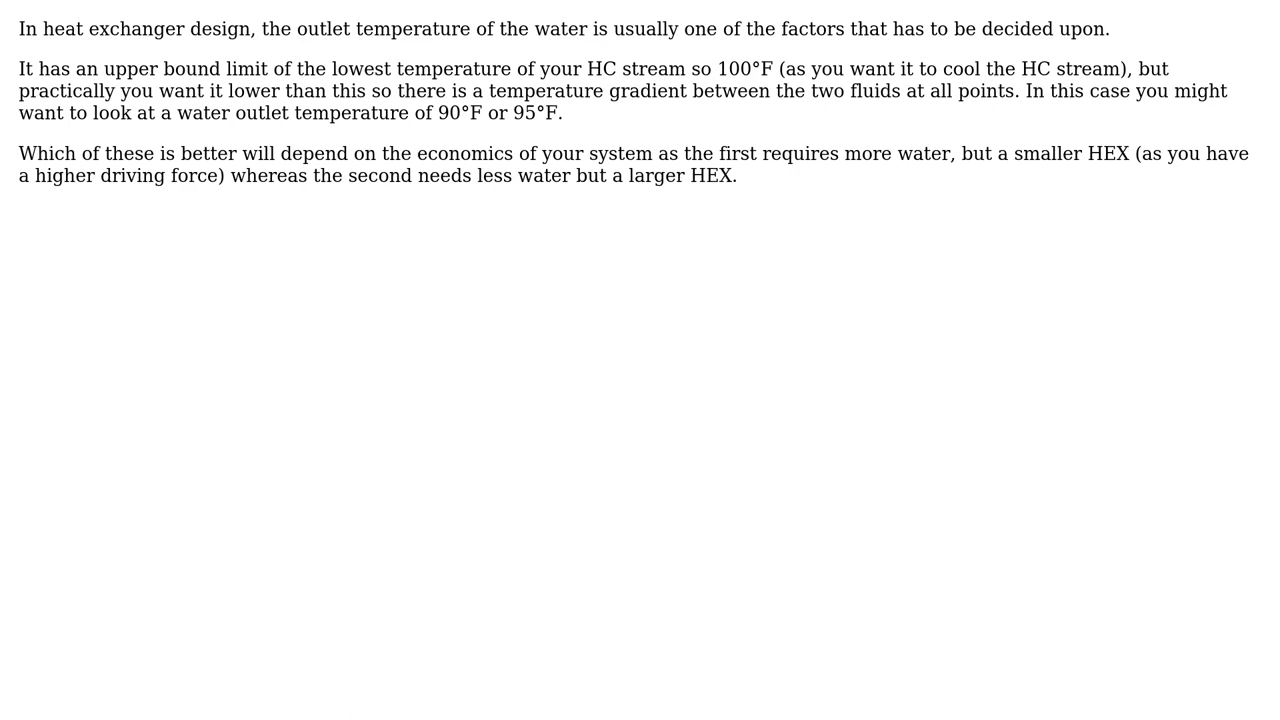 In heat exchanger design, the outlet temperature of the water is usually one of the factors that has to be decided upon.
It has an upper bound limit of the lowest temperature of your HC stream so 100°F (as you want it to cool the HC stream), but
practically you want it lower than this so there is a temperature gradient between the two fluids at all points. In this case you might
want to look at a water outlet temperature of 90°F or 95°F.
Which of these is better will depend on the economics of your system as the first requires more water, but a smaller HEX (as you have
a higher driving force) whereas the second needs less water but a larger HEX.